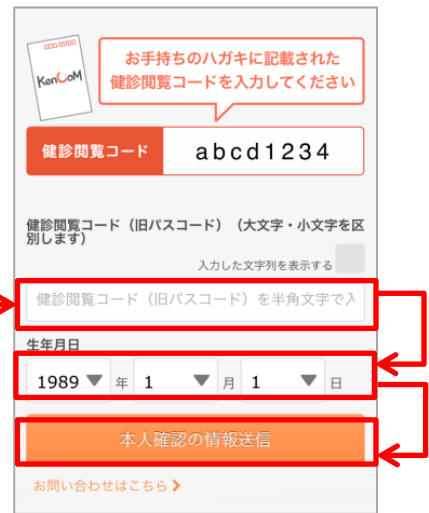 お手持ちのハガキに記載された
KenCoM
健診閲覧コードを入力してください
健診閲覧コード abcd1234
健診閲覧コード（旧パスコード）（大文字・小文字を区
別します）
入力した文字列を表示する
健診閲覧コード（旧パスコード）を半角文字で入
生年月日
1989 ▼ 年 1 ▼ 月 1 ▼ 日
本人確認の情報送信
お問い合わせはこちら >